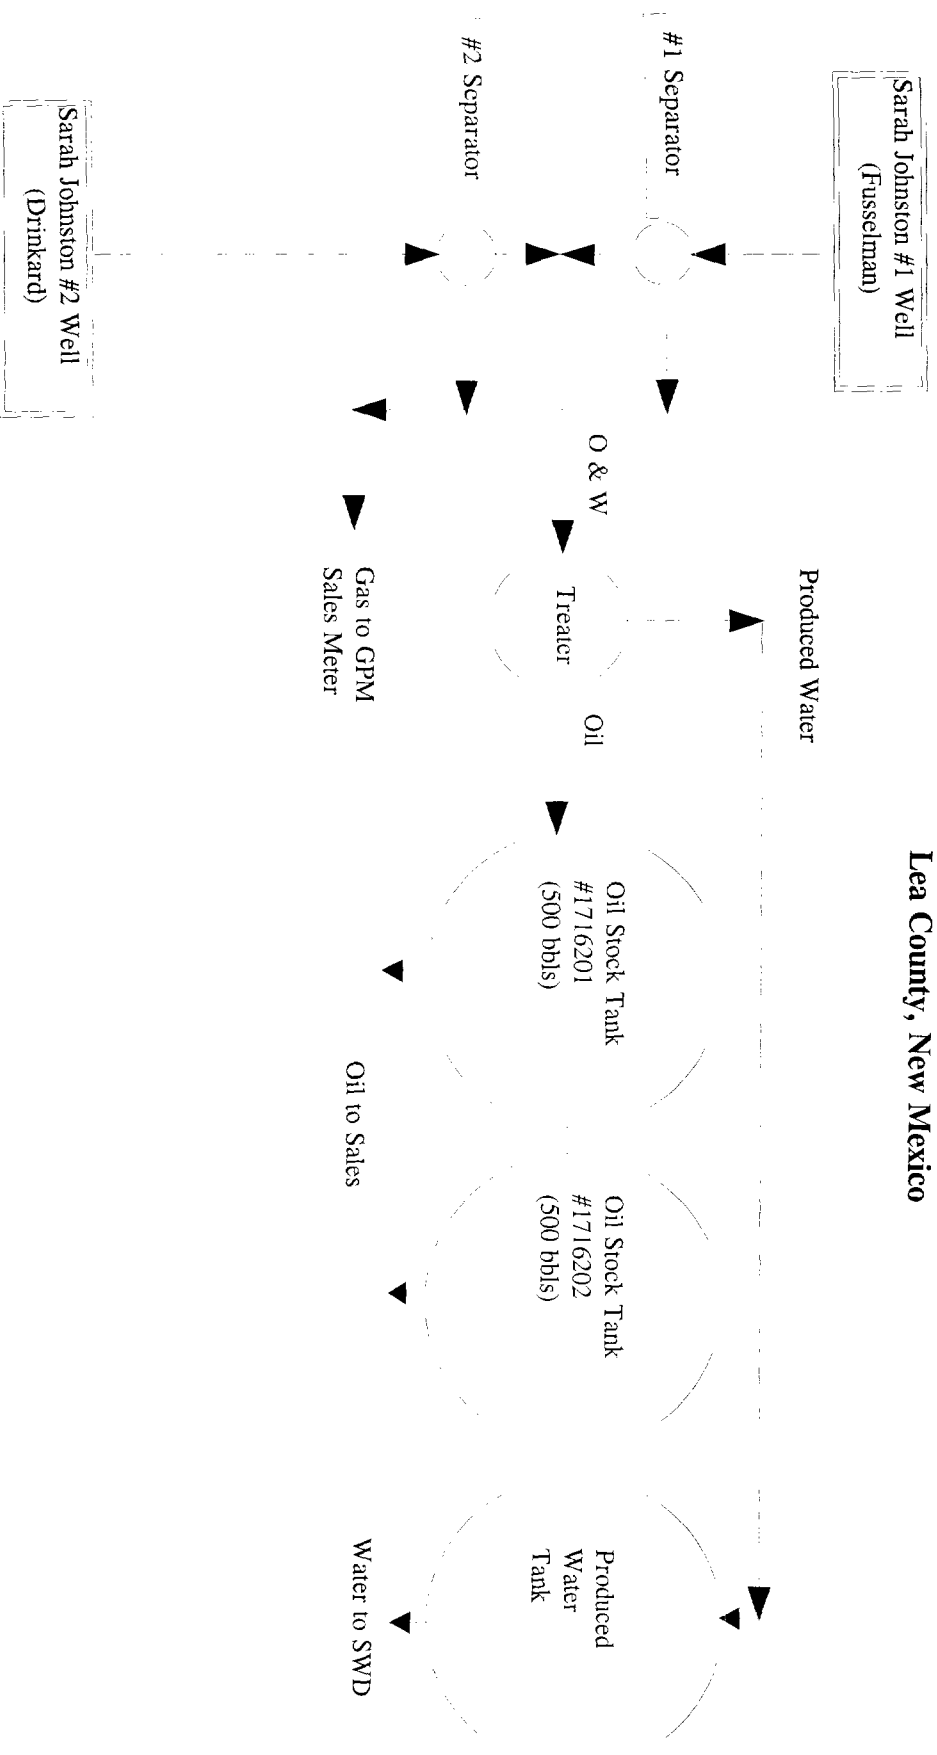 Lea County, New Mexico
Sarah Johnston #1 Well
(Fusselman)
Produced Water
#1 Separator
O & W
Treater
Oil
Oil Stock Tank
#1716201
(500 bbls)
Oil Stock Tank
#1716202
(500 bbls)
Produced
Water
Tank
#2 Separator
Gas to GPM
Sales Meter
Oil to Sales
Water to SWD
Sarah Johnston #2 Well
(Drinkard)